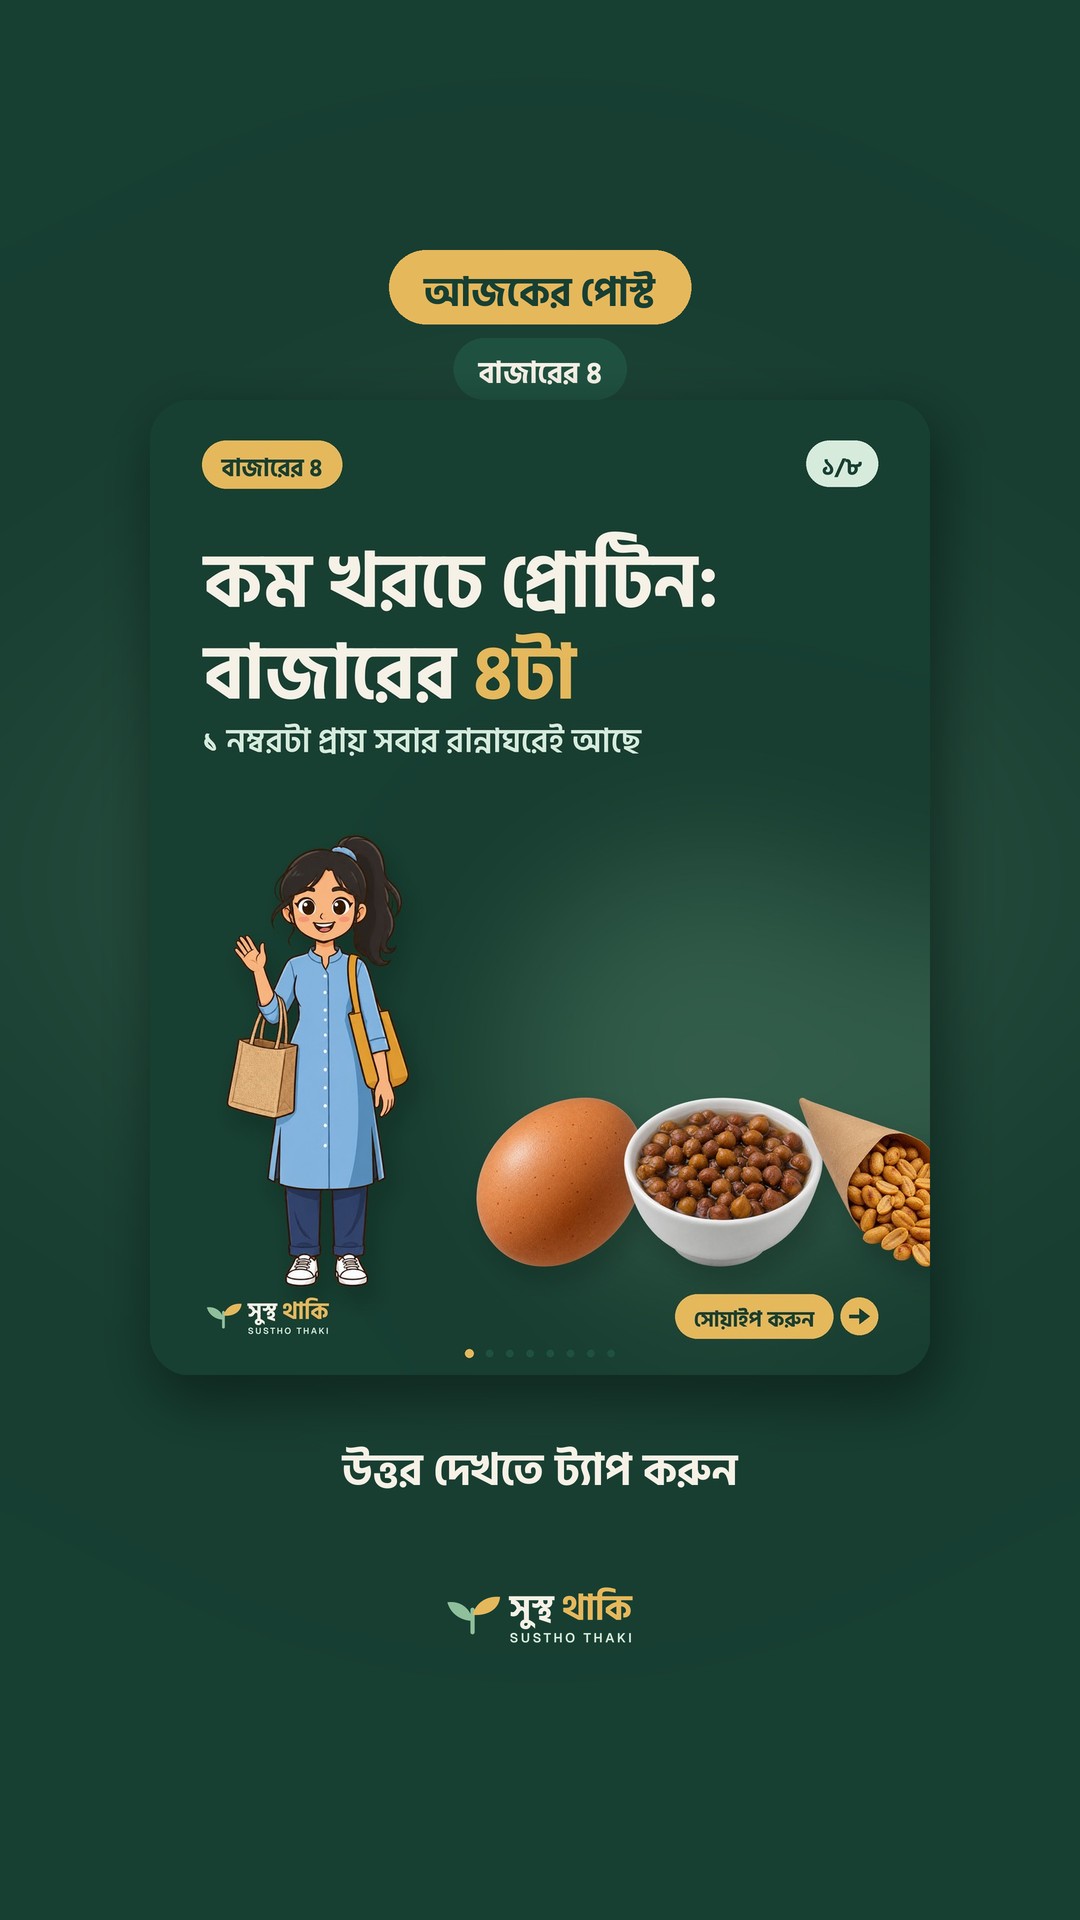 আজকের পোস্ট
বাজারের ৪
বাজারের ৪
১/৮
কম খরচে প্রোটিন:
বাজারের ৪টা
১ নম্বরটা প্রায় সবার রান্নাঘরেই আছে
সুস্থ থাকি
SUSTHO THAKI
সোয়াইপ করুন
উত্তর দেখতে ট্যাপ করুন
সুস্থ থাকি
SUSTHO THAKI